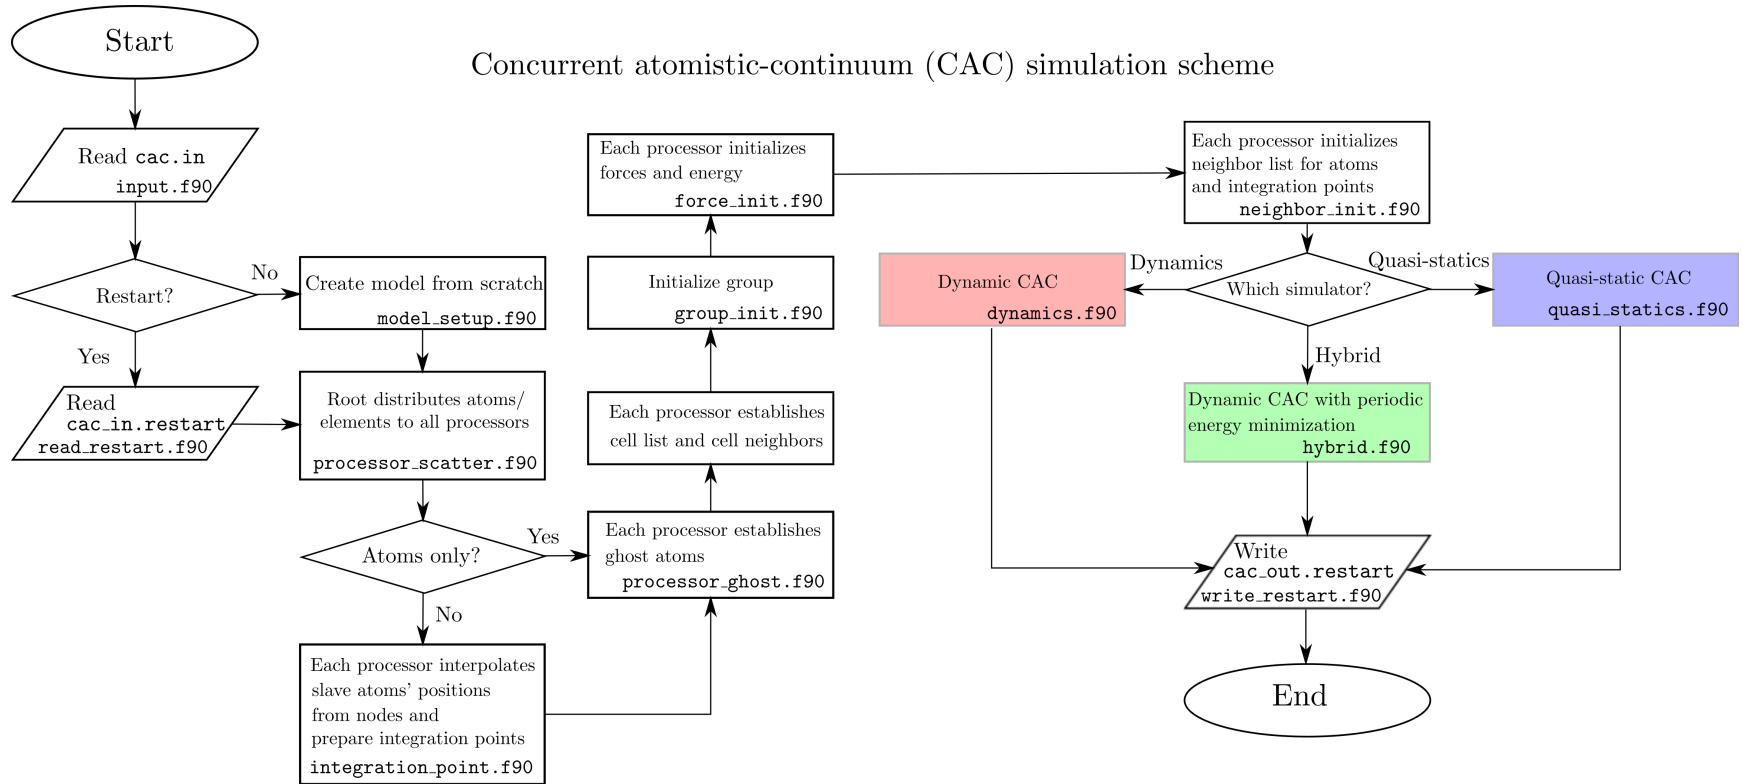 Start
Concurrent atomistic-continuum (CAC) simulation scheme
Read cac.in
input.f90
Restart?
No
Yes
Create model from scratch
model_setup.f90
Read
cac_in.restart
read_restart.f90
Root distributes atoms/
elements to all processors
processor_scatter.f90
Atoms only?
Yes
No
Each processor interpolates
slave atoms' positions
from nodes and
prepare integration points
integration_point.f90
Each processor establishes
ghost atoms
processor_ghost.f90
Each processor establishes
cell list and cell neighbors
Initialize group
group_init.f90
Each processor initializes
forces and energy
force_init.f90
Each processor initializes
neighbor list for atoms
and integration points
neighbor_init.f90
Which simulator?
Dynamics
Quasi-statics
Hybrid
Dynamic CAC
dynamics.f90
Quasi-static CAC
quasi_statics.f90
Dynamic CAC with periodic
energy minimization
hybrid.f90
Write
cac_out.restart
write_restart.f90
End